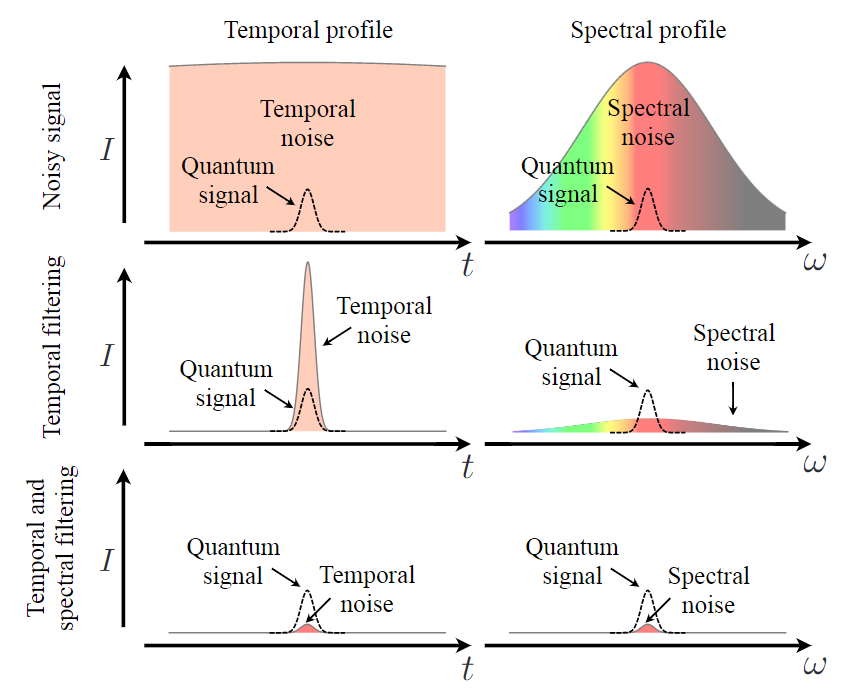 Temporal profile
Spectral profile
Noisy signal
I
Temporal
noise
Quantum
signal
t
Spectral
noise
Quantum
signal
ω
Temporal filtering
I
Temporal
noise
Quantum
signal
t
Spectral
noise
Quantum
signal
ω
Temporal and
spectral filtering
I
Quantum
signal
Temporal
noise
t
Quantum
signal
Spectral
noise
ω